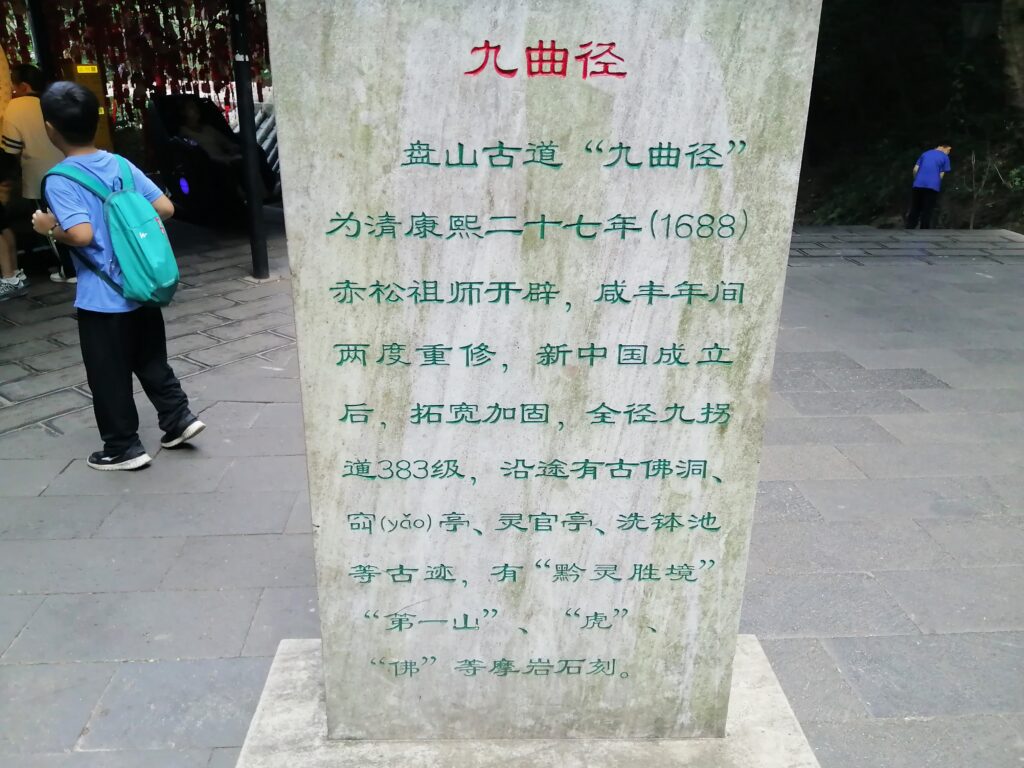 九曲径
盘山古道“九曲径”
为清康熙二十七年(1688)
赤松祖师开辟，咸丰年间
两度重修，新中国成立
后，拓宽加固，全径九拐
道383级，沿途有古佛洞、
窅(yǎo)亭、灵官亭、洗钵池
等古迹，有“黔灵胜境”
“第一山”、“虎”、
“佛”等摩岩石刻。